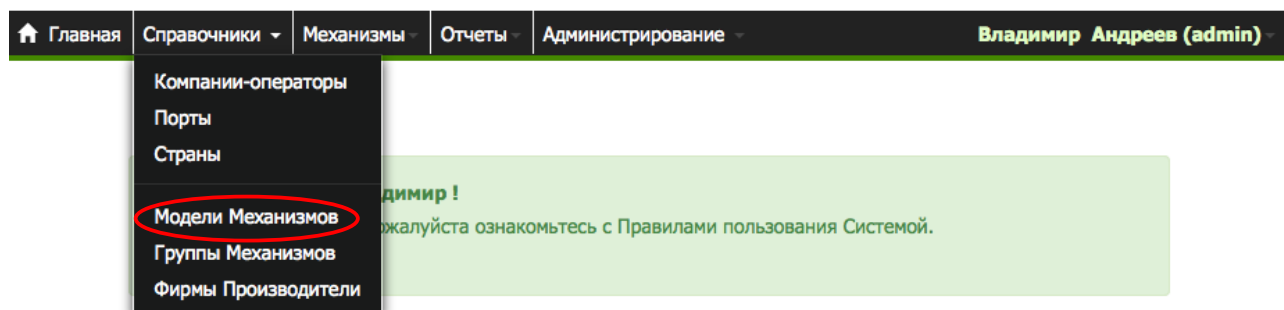 Главная Справочники Механизмы Отчеты Администрирование Владимир Андреев (admin)
Компании-операторы
Порты
Страны
димир !
Модели Механизмов
жалуйста ознакомьтесь с Правилами пользования Системой.
Группы Механизмов
Фирмы Производители